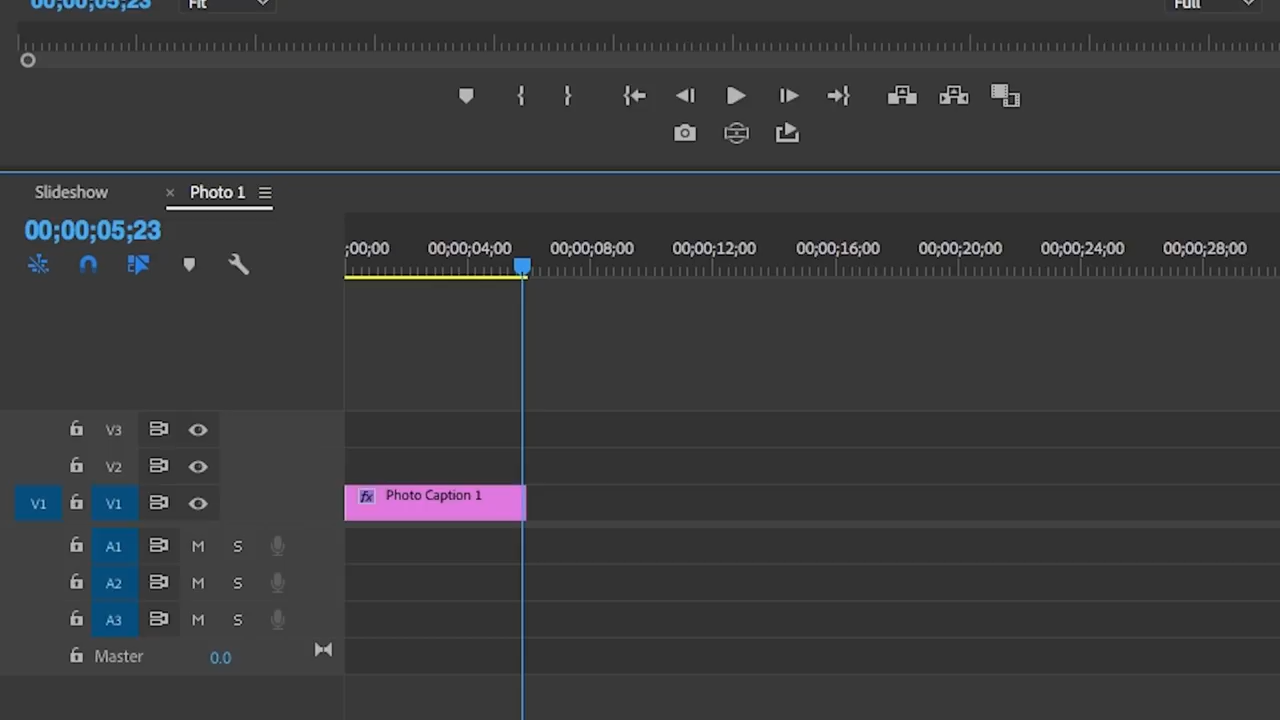 00;00;05;23 Fit Full
Slideshow × Photo 1
00;00;05;23
;00;00 00;00;04;00 00;00;08;00 00;00;12;00 00;00;16;00 00;00;20;00 00;00;24;00 00;00;28;00
V3
V2
V1 V1 fx Photo Caption 1
A1 M S
A2 M S
A3 M S
Master 0.0